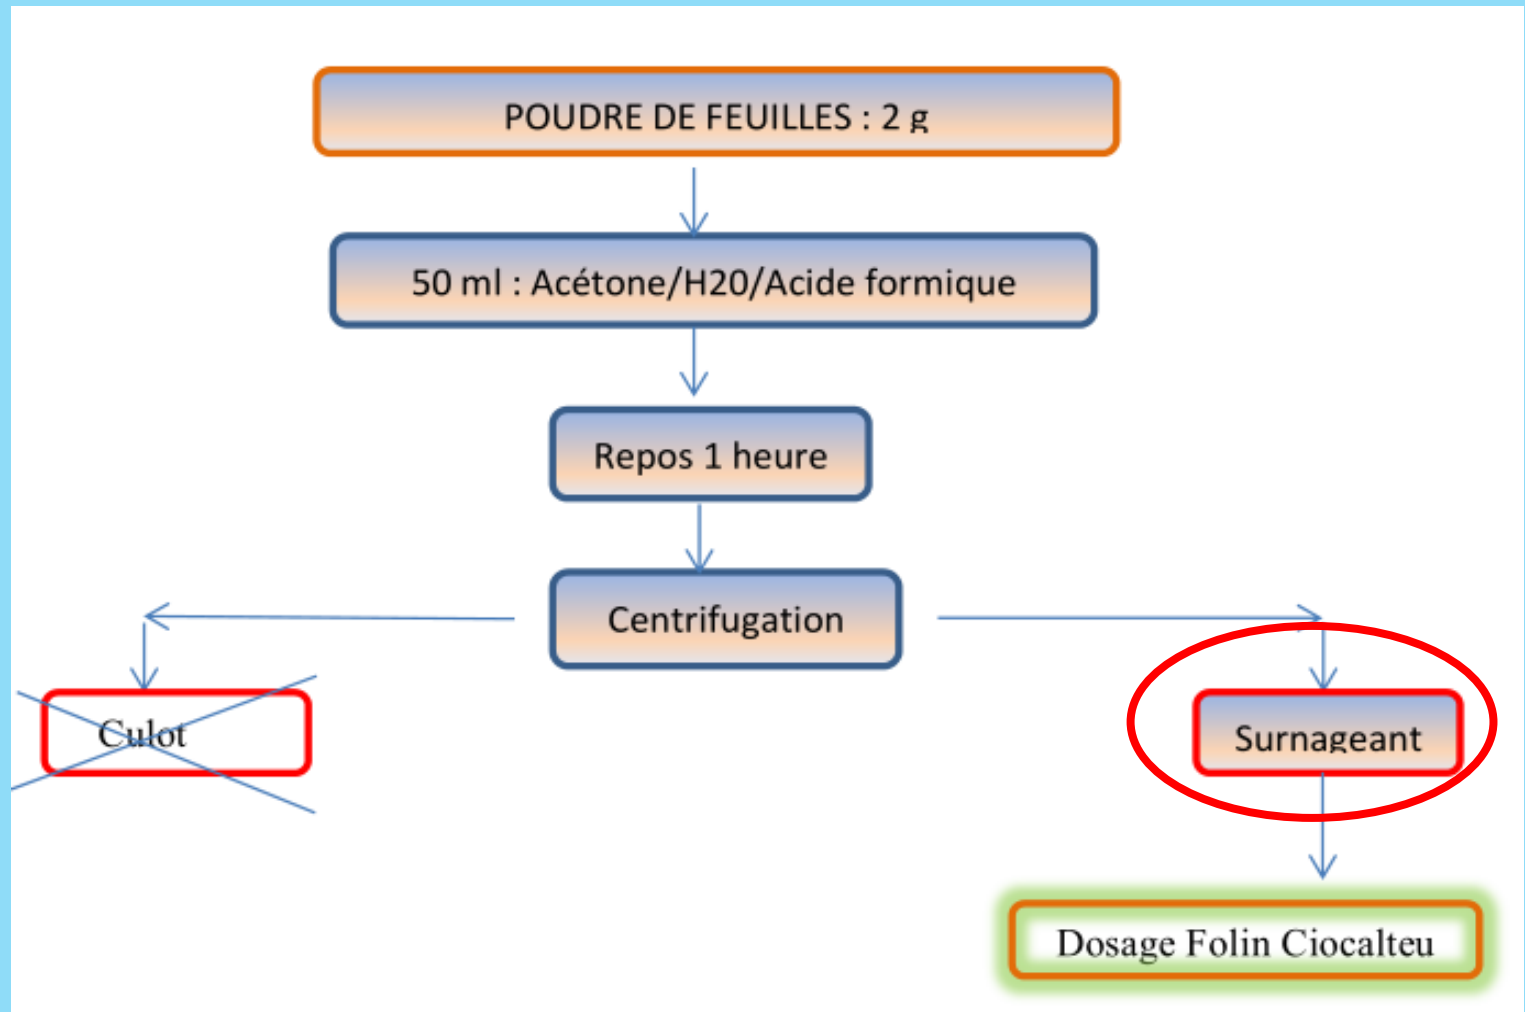 POUDRE DE FEUILLES : 2 g
50 ml : Acétone/H20/Acide formique
Repos 1 heure
Centrifugation
Culot
Surnageant
Dosage Folin Ciocalteu